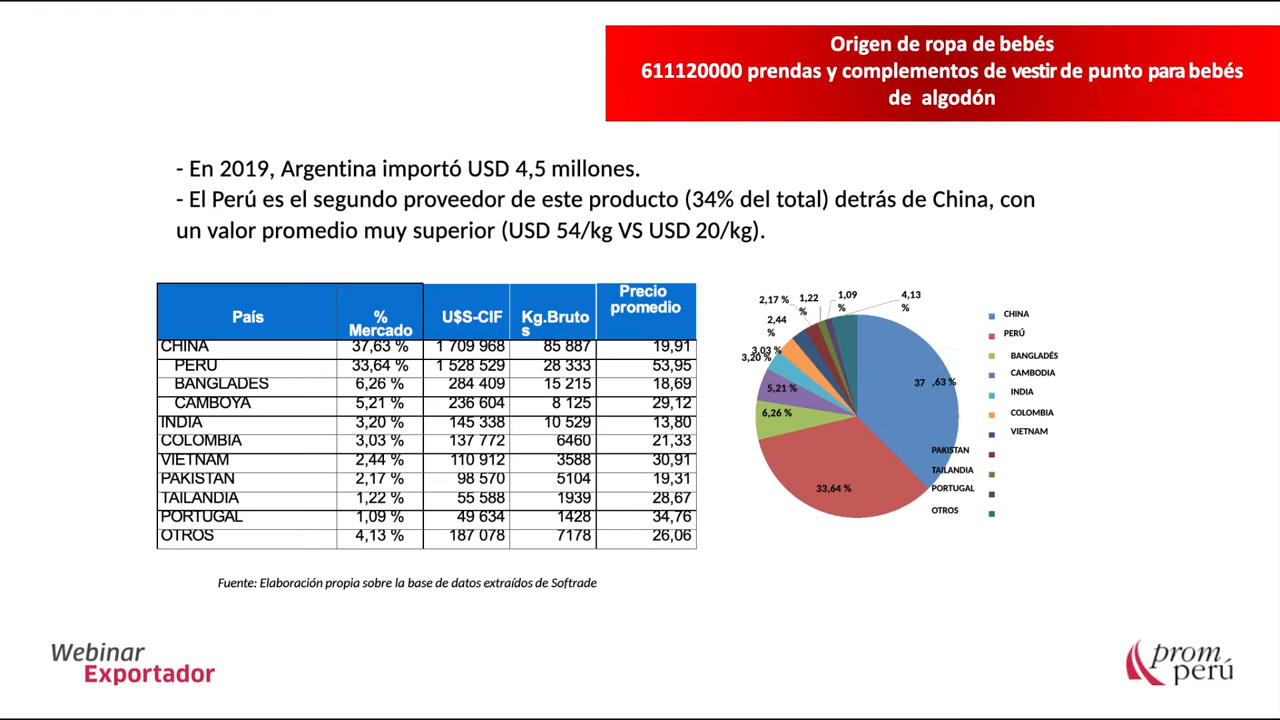 Origen de ropa de bebés
611120000 prendas y complementos de vestir de punto para bebés
de algodón
- En 2019, Argentina importó USD 4,5 millones.
- El Perú es el segundo proveedor de este producto (34% del total) detrás de China, con
un valor promedio muy superior (USD 54/kg VS USD 20/kg).
País % Mercado U$S-CIF Kg.Brutos Precio promedio
CHINA 37,63 % 1 709 968 85 887 19,91
PERÚ 33,64 % 1 528 529 28 333 53,95
BANGLADES 6,26 % 284 409 15 215 18,69
CAMBOYA 5,21 % 236 604 8 125 29,12
INDIA 3,20 % 145 338 10 529 13,80
COLOMBIA 3,03 % 137 772 6460 21,33
VIETNAM 2,44 % 110 912 3588 30,91
PAKISTAN 2,17 % 98 570 5104 19,31
TAILANDIA 1,22 % 55 588 1939 28,67
PORTUGAL 1,09 % 49 634 1428 34,76
OTROS 4,13 % 187 078 7178 26,06
2,17 %
1,22 %
1,09 %
4,13 %
2,44 %
3,03 %
3,20 %
5,21 %
6,26 %
33,64 %
37 ,63 %
CHINA
PERÚ
BANGLADÉS
CAMBODIA
INDIA
COLOMBIA
VIETNAM
PAKISTAN
TAILANDIA
PORTUGAL
OTROS
Fuente: Elaboración propia sobre la base de datos extraídos de Softrade
Webinar
Exportador
prom
perú